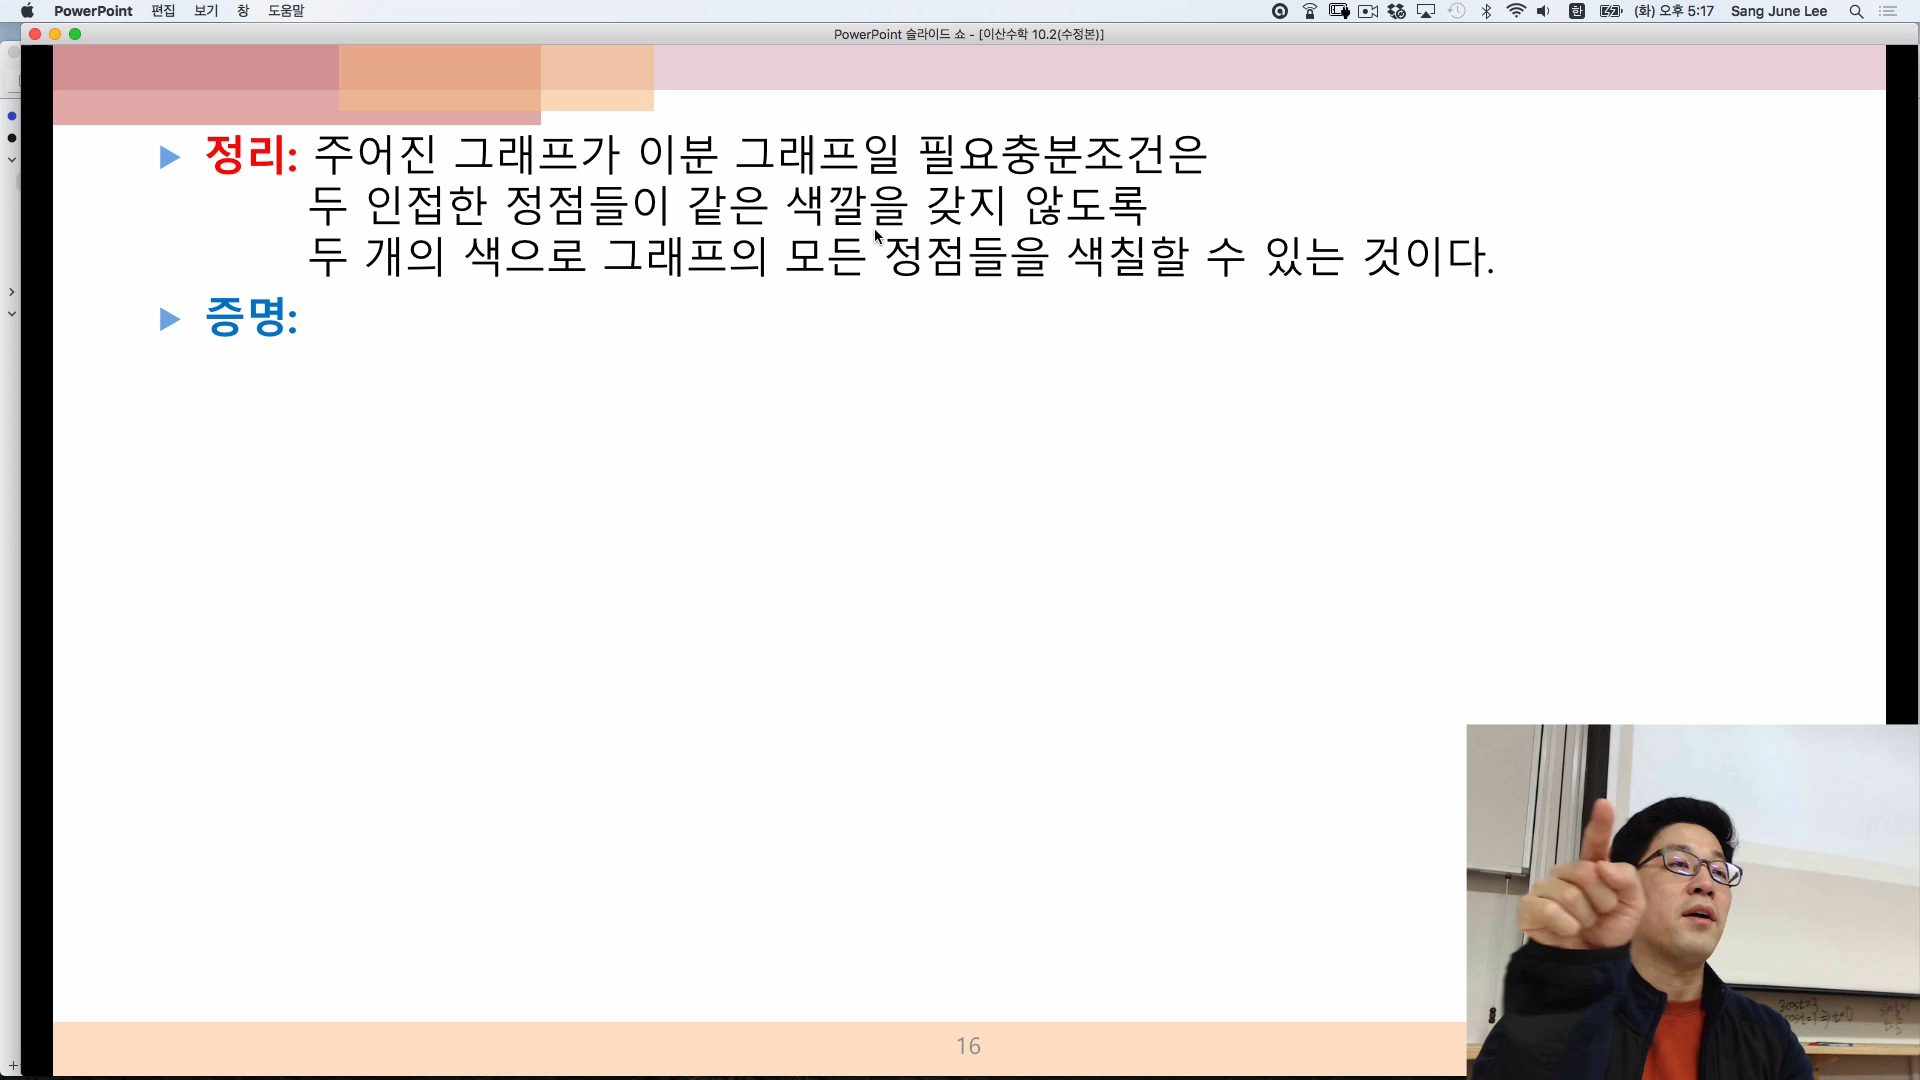 PowerPoint 편집 보기 창 도움말
(화) 오후 5:17 Sang June Lee
PowerPoint 슬라이드 쇼 - [이산수학 10.2(수정본)]
정리: 주어진 그래프가 이분 그래프일 필요충분조건은
두 인접한 정점들이 같은 색깔을 갖지 않도록
두 개의 색으로 그래프의 모든 정점들을 색칠할 수 있는 것이다.
증명:
16